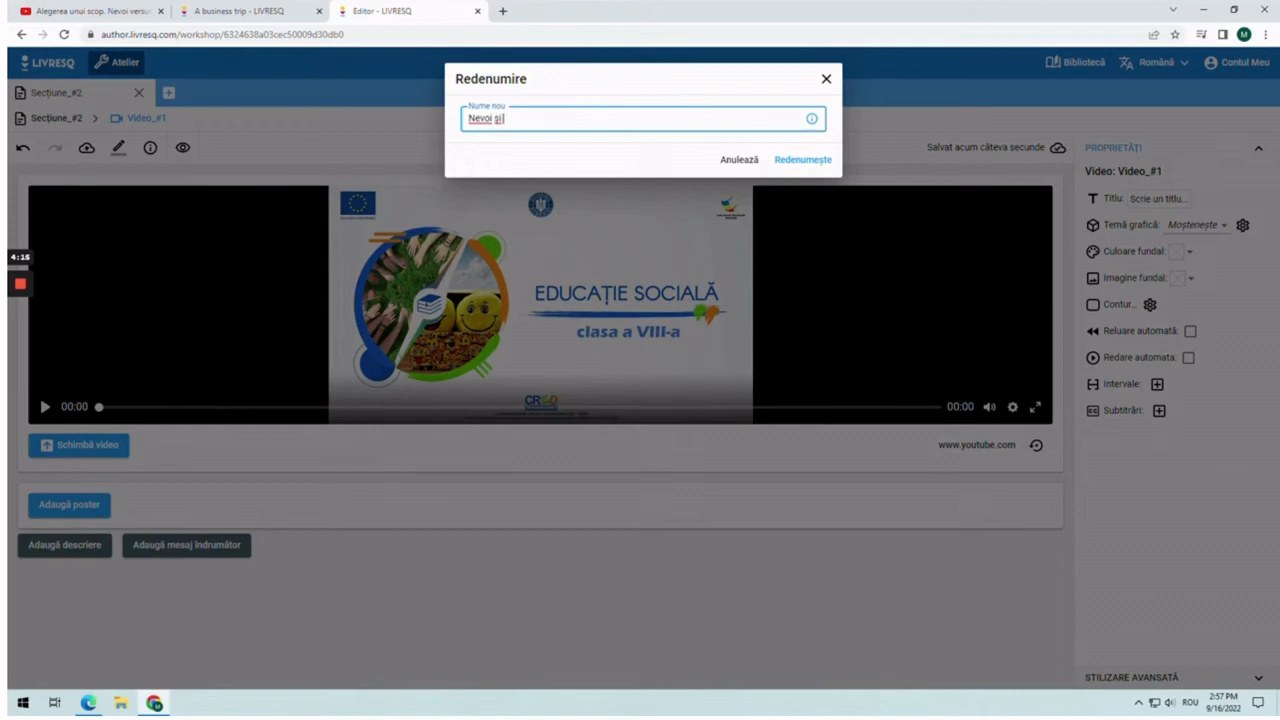 Alegerea unui scop. Nevoi versu
A business trip - LIVRESQ
Editor - LIVRESQ
author.livresq.com/workshop/6324638a03cec50009d30db0
M
LIVRESQ
Atelier
Bibliotecă
Română
Contul Meu
Secțiune_#2
Secțiune_#2 > Video_#1
Redenumire
Nume nou
Nevoi și
Anulează
Redenumește
Salvat acum câteva secunde
4:15
EDUCAȚIE SOCIALĂ
clasa a VIII-a
CRED
00:00
00:00
Schimbă video
www.youtube.com
Adaugă poster
Adaugă descriere
Adaugă mesaj îndrumător
PROPRIETĂȚI
Video: Video_#1
Titlu: Scrie un titlu...
Temă grafică: Moștenește
Culoare fundal:
Imagine fundal:
Contur...
Reluare automată:
Redare automata:
Intervale:
Subtitrări:
STILIZARE AVANSATĂ
ROU
2:57 PM
9/16/2022